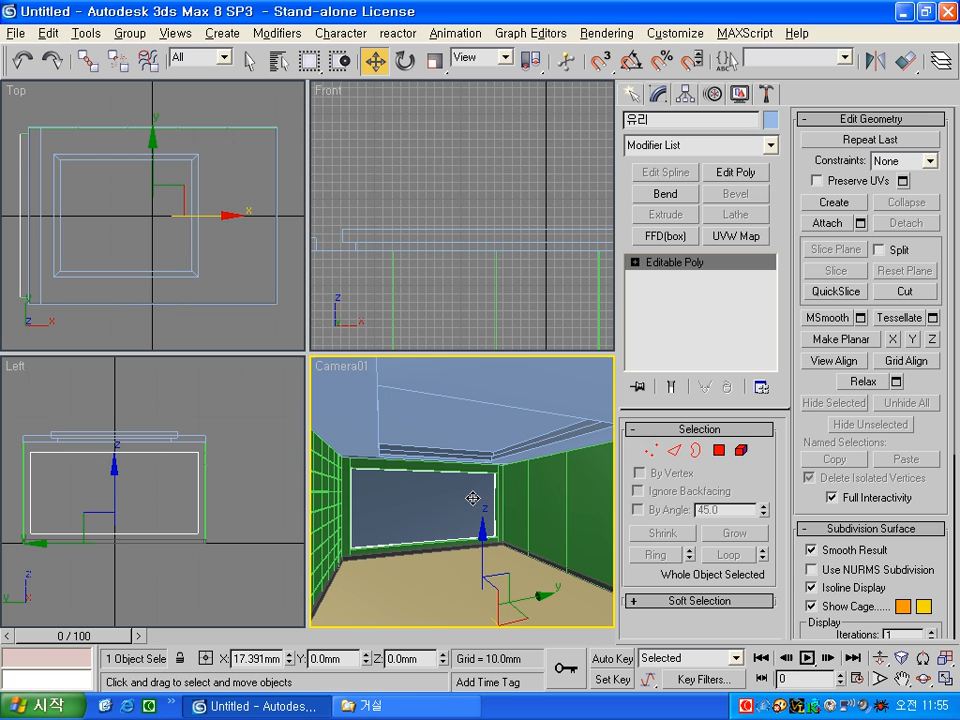 Untitled - Autodesk 3ds Max 8 SP3 - Stand-alone License
File Edit Tools Group Views Create Modifiers Character reactor Animation Graph Editors Rendering Customize MAXScript Help
All View
Top
Front
Left
Camera01
유리
Modifier List
Edit Spline Edit Poly
Bend Bevel
Extrude Lathe
FFD(box) UVW Map
Editable Poly
- Selection
By Vertex
Ignore Backfacing
By Angle: 45.0
Shrink Grow
Ring Loop
Whole Object Selected
+ Soft Selection
- Edit Geometry
Repeat Last
Constraints: None
Preserve UVs
Create Collapse
Attach Detach
Slice Plane Split
Slice Reset Plane
QuickSlice Cut
MSmooth Tessellate
Make Planar X Y Z
View Align Grid Align
Relax
Hide Selected Unhide All
Hide Unselected
Named Selections:
Copy Paste
Delete Isolated Vertices
Full Interactivity
- Subdivision Surface
Smooth Result
Use NURMS Subdivision
Isoline Display
Show Cage......
Display
Iterations: 1
0 / 100
1 Object Sele X: 17.391mm Y: 0.0mm Z: 0.0mm Grid = 10.0mm Auto Key Selected
Click and drag to select and move objects Add Time Tag Set Key Key Filters... 0
시작 Untitled - Autodes... 거실 오전 11:55